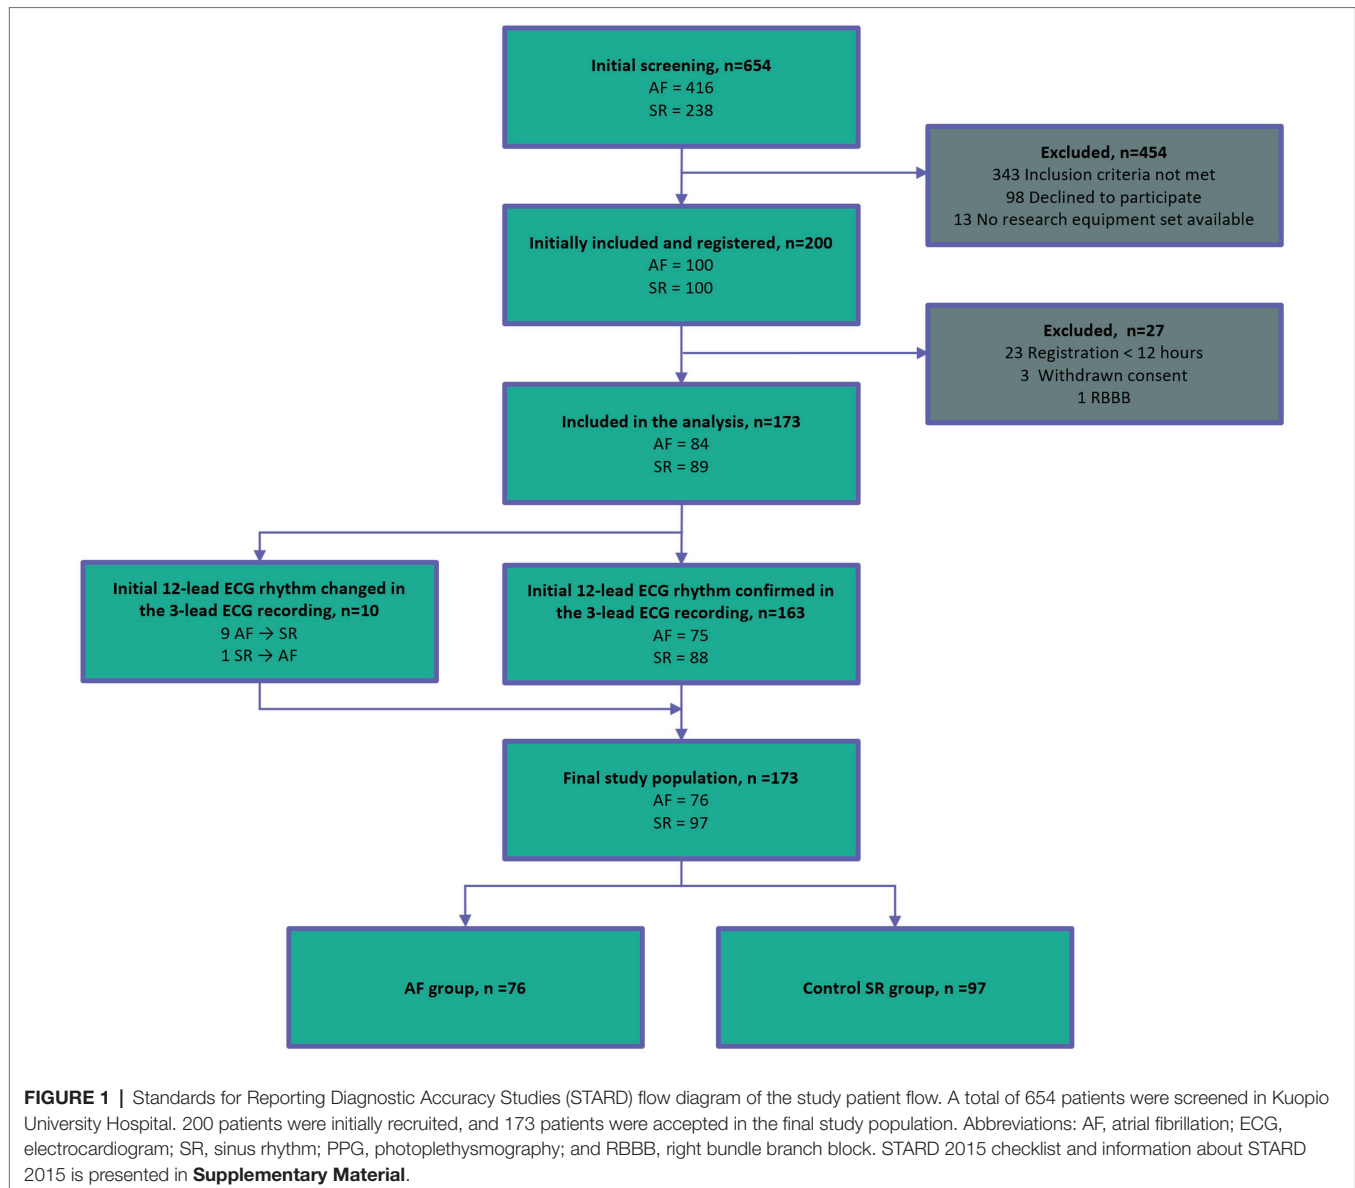 Initial screening, n=654
AF = 416
SR = 238
Excluded, n=454
343 Inclusion criteria not met
98 Declined to participate
13 No research equipment set available
Initially included and registered, n=200
AF = 100
SR = 100
Excluded, n=27
23 Registration < 12 hours
3 Withdrawn consent
1 RBBB
Included in the analysis, n=173
AF = 84
SR = 89
Initial 12-lead ECG rhythm changed in
the 3-lead ECG recording, n=10
9 AF → SR
1 SR → AF
Initial 12-lead ECG rhythm confirmed in
the 3-lead ECG recording, n=163
AF = 75
SR = 88
Final study population, n =173
AF = 76
SR = 97
AF group, n =76
Control SR group, n =97
FIGURE 1 | Standards for Reporting Diagnostic Accuracy Studies (STARD) flow diagram of the study patient flow. A total of 654 patients were screened in Kuopio
University Hospital. 200 patients were initially recruited, and 173 patients were accepted in the final study population. Abbreviations: AF, atrial fibrillation; ECG,
electrocardiogram; SR, sinus rhythm; PPG, photoplethysmography; and RBBB, right bundle branch block. STARD 2015 checklist and information about STARD
2015 is presented in Supplementary Material.